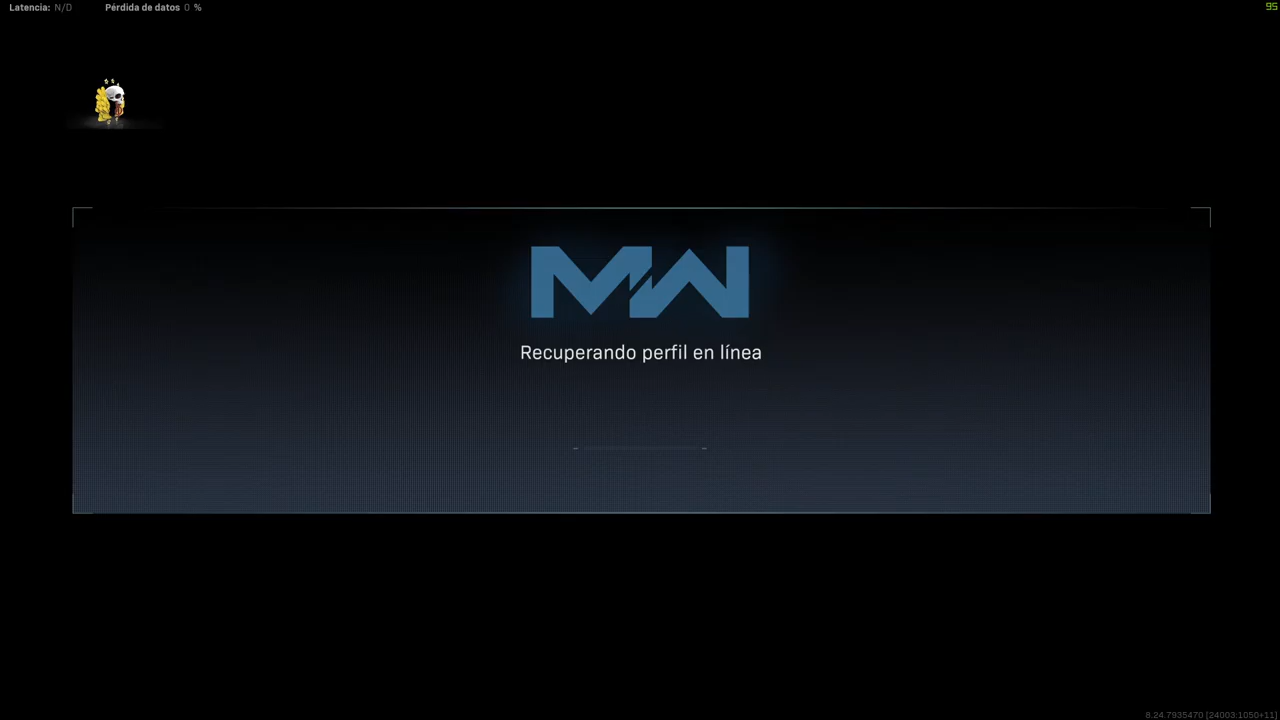 Latencia: N/D Pérdida de datos 0 %
95
MW
Recuperando perfil en línea
8.24.7935470 [24003:1050+11]